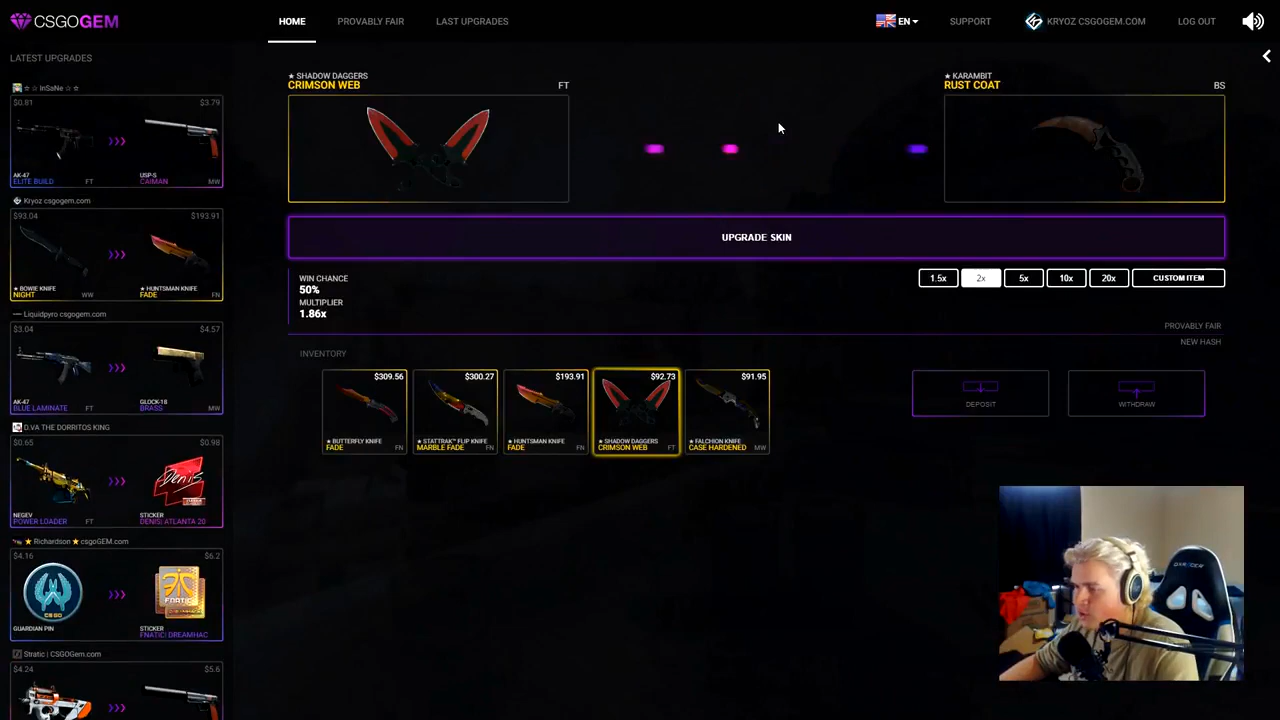 CSGOGEM
HOME
PROVABLY FAIR
LAST UPGRADES
EN
SUPPORT
KRYOZ CSGOGEM.COM
LOG OUT
LATEST UPGRADES
☆ ☆ InSaNe ☆ ☆
$0.81
$3.79
AK-47
ELITE BUILD
FT
USP-S
CAIMAN
MW
Kryoz csgogem.com
$93.04
$193.91
★ BOWIE KNIFE
NIGHT
WW
★ HUNTSMAN KNIFE
FADE
FN
Liquidpyro csgogem.com
$3.04
$4.57
AK-47
BLUE LAMINATE
FT
GLOCK-18
BRASS
MW
D.VA THE DORRITOS KING
$0.65
$0.98
NEGEV
POWER LOADER
FT
Denis
STICKER
DENIS| ATLANTA 20
★ Richardson ★ csgoGEM.com
$4.16
$6.2
CS GO
GUARDIAN PIN
FNATIC
STICKER
FNATIC| DREAMHAC
Stratic | CSGOGem.com
$4.24
$5.6
★ SHADOW DAGGERS
CRIMSON WEB
FT
★ KARAMBIT
RUST COAT
BS
UPGRADE SKIN
WIN CHANCE
50%
MULTIPLIER
1.86x
1.5x
2x
5x
10x
20x
CUSTOM ITEM
PROVABLY FAIR
NEW HASH
INVENTORY
$309.56
★ BUTTERFLY KNIFE
FADE
FN
$300.27
★ STATTRAK™ FLIP KNIFE
MARBLE FADE
FN
$193.91
★ HUNTSMAN KNIFE
FADE
FN
$92.73
★ SHADOW DAGGERS
CRIMSON WEB
FT
$91.95
★ FALCHION KNIFE
CASE HARDENED
MW
DEPOSIT
WITHDRAW
DXRACER